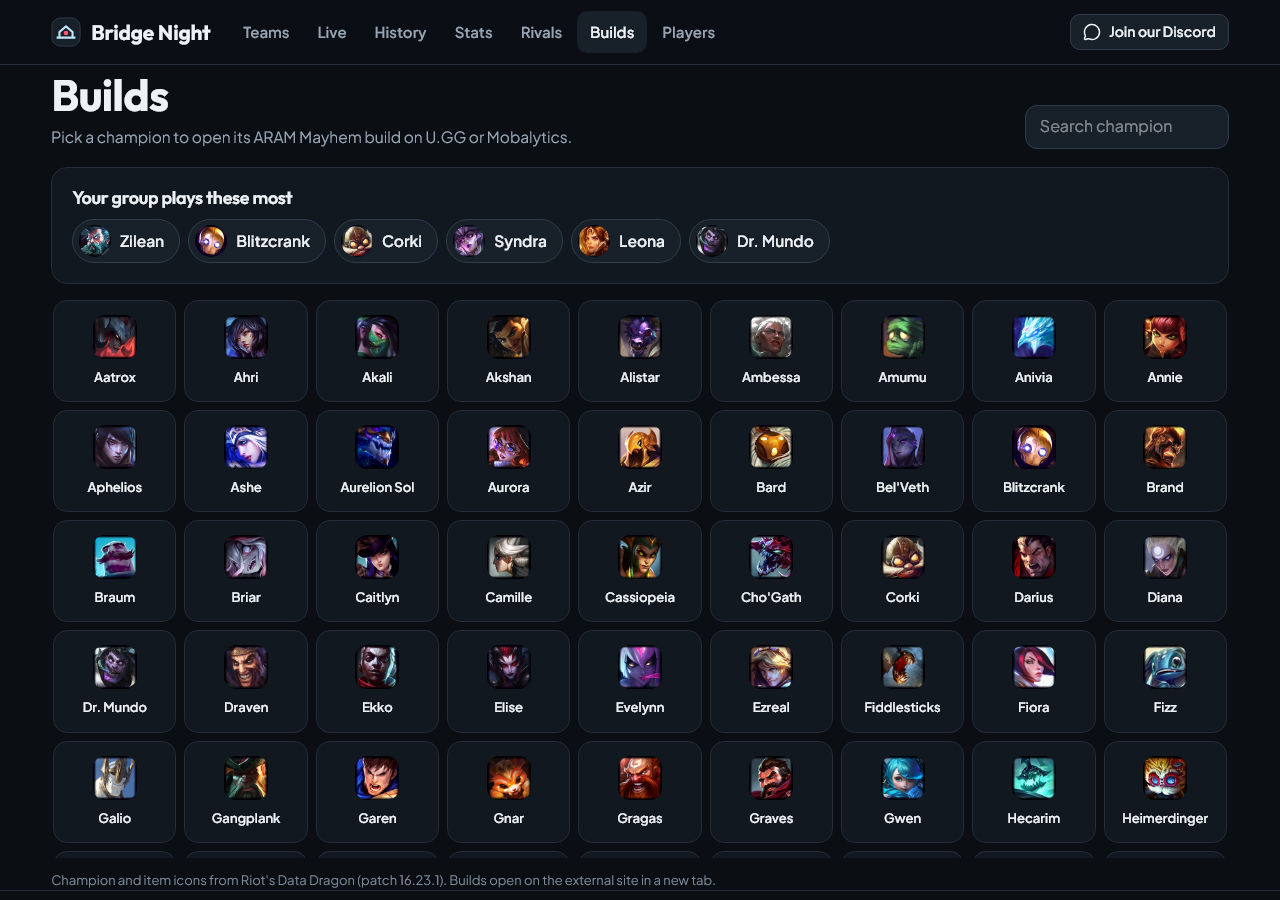 Bridge Night Teams Live History Stats Rivals Builds Players Join our Discord
Builds
Pick a champion to open its ARAM Mayhem build on U.GG or Mobalytics.
Search champion
Your group plays these most
Zilean Blitzcrank Corki Syndra Leona Dr. Mundo
Aatrox Ahri Akali Akshan Alistar Ambessa Amumu Anivia Annie
Aphelios Ashe Aurelion Sol Aurora Azir Bard Bel'Veth Blitzcrank Brand
Braum Briar Caitlyn Camille Cassiopeia Cho'Gath Corki Darius Diana
Dr. Mundo Draven Ekko Elise Evelynn Ezreal Fiddlesticks Fiora Fizz
Galio Gangplank Garen Gnar Gragas Graves Gwen Hecarim Heimerdinger
Champion and item icons from Riot's Data Dragon (patch 16.23.1). Builds open on the external site in a new tab.